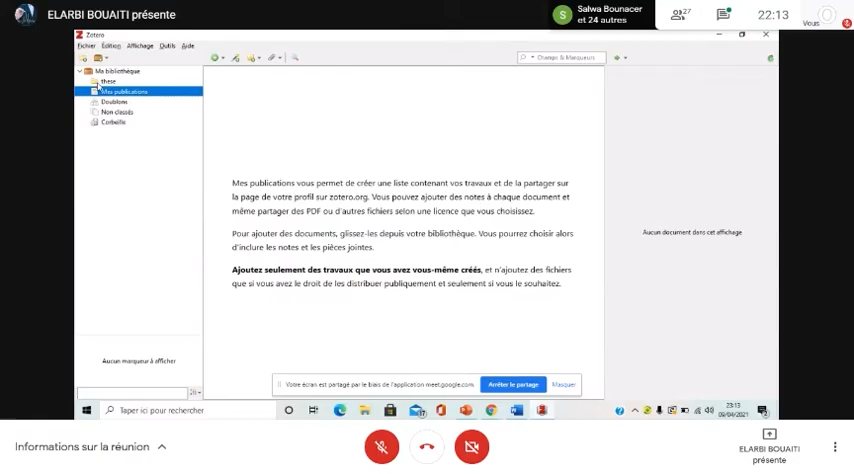 ELARBI BOUAITI présente
S
Salwa Bounacer
et 24 autres
27
22:13
Vous
Zotero
Fichier Édition Affichage Outils Aide
Champs & Marqueurs
Ma bibliothèque
these
Mes publications
Doublons
Non classés
Corbeille
Mes publications vous permet de créer une liste contenant vos travaux et de la partager sur
la page de votre profil sur zotero.org. Vous pouvez ajouter des notes à chaque document et
même partager des PDF ou d'autres fichiers selon une licence que vous choisissez.
Pour ajouter des documents, glissez-les depuis votre bibliothèque. Vous pourrez choisir alors
d'inclure les notes et les pièces jointes.
Ajoutez seulement des travaux que vous avez vous-même créés, et n'ajoutez des fichiers
que si vous avez le droit de les distribuer publiquement et seulement si vous le souhaitez.
Aucun document dans cet affichage
Aucun marqueur à afficher
Votre écran est partagé par le biais de l'application meet.google.com.
Arrêter le partage
Masquer
Taper ici pour rechercher
23:13
09/04/2021
Informations sur la réunion
ELARBI BOUAITI
présente